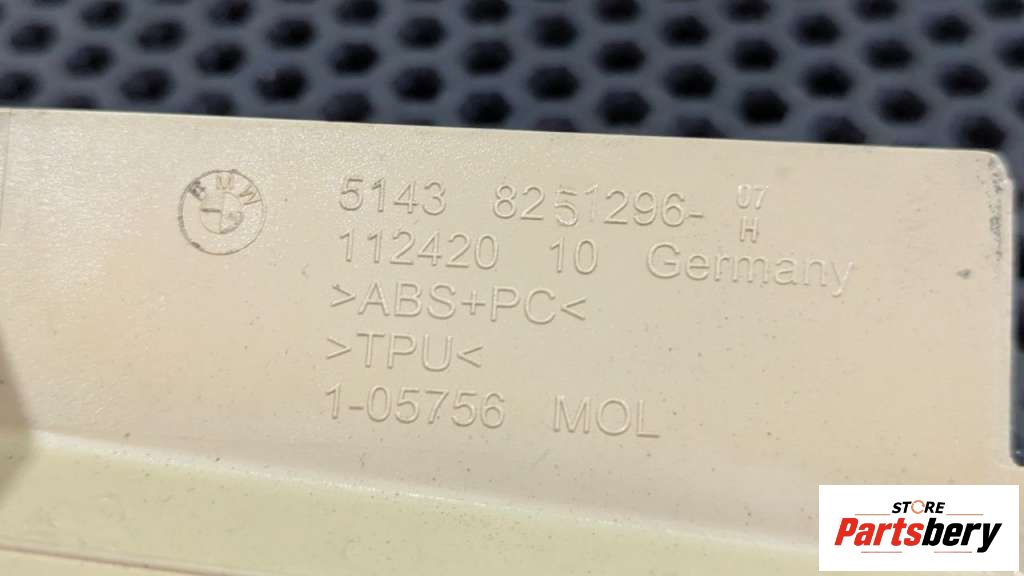 BMW
5143 8251296- 07
H
112420 10 Germany
>ABS+PC<
>TPU<
1-05756 MOL
STORE
Partsbery